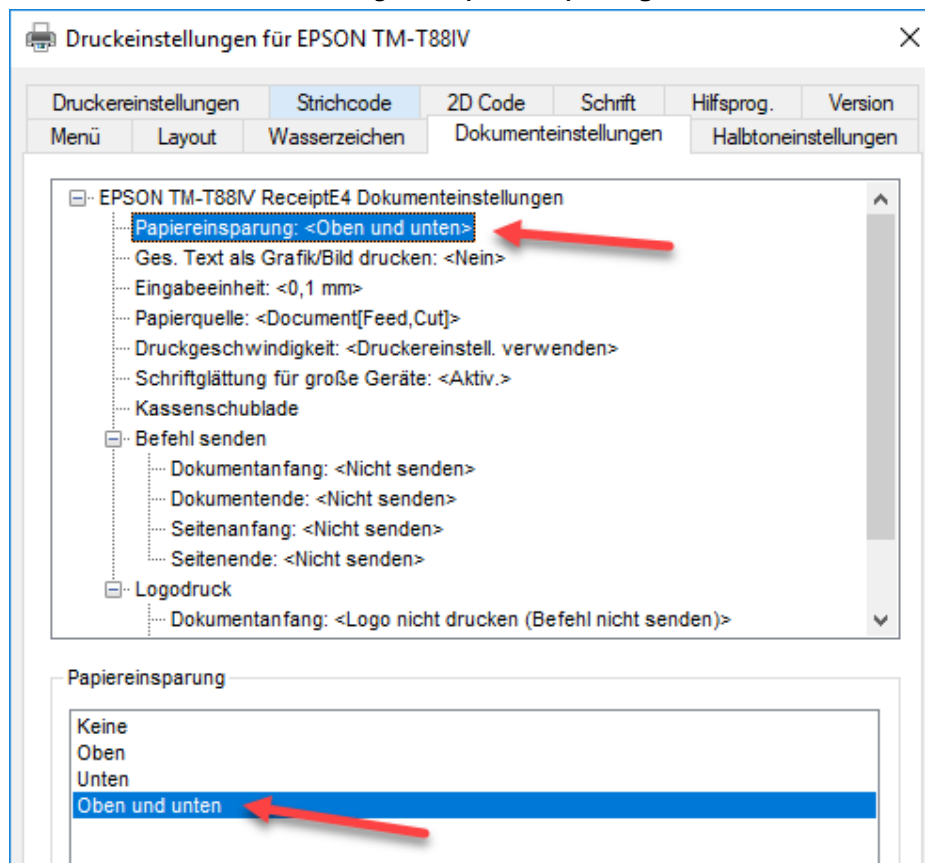 Druckeinstellungen für EPSON TM-T88IV
Druckereinstellungen Strichcode 2D Code Schrift Hilfsprog. Version
Menü Layout Wasserzeichen Dokumenteinstellungen Halbtoneinstellungen
EPSON TM-T88IV ReceiptE4 Dokumenteinstellungen
Papiereinsparung: <Oben und unten>
Ges. Text als Grafik/Bild drucken: <Nein>
Eingabeeinheit: <0,1 mm>
Papierquelle: <Document[Feed,Cut]>
Druckgeschwindigkeit: <Druckereinstell. verwenden>
Schriftglättung für große Geräte: <Aktiv.>
Kassenschublade
Befehl senden
Dokumentanfang: <Nicht senden>
Dokumentende: <Nicht senden>
Seitenanfang: <Nicht senden>
Seitenende: <Nicht senden>
Logodruck
Dokumentanfang: <Logo nicht drucken (Befehl nicht senden)>
Papiereinsparung
Keine
Oben
Unten
Oben und unten